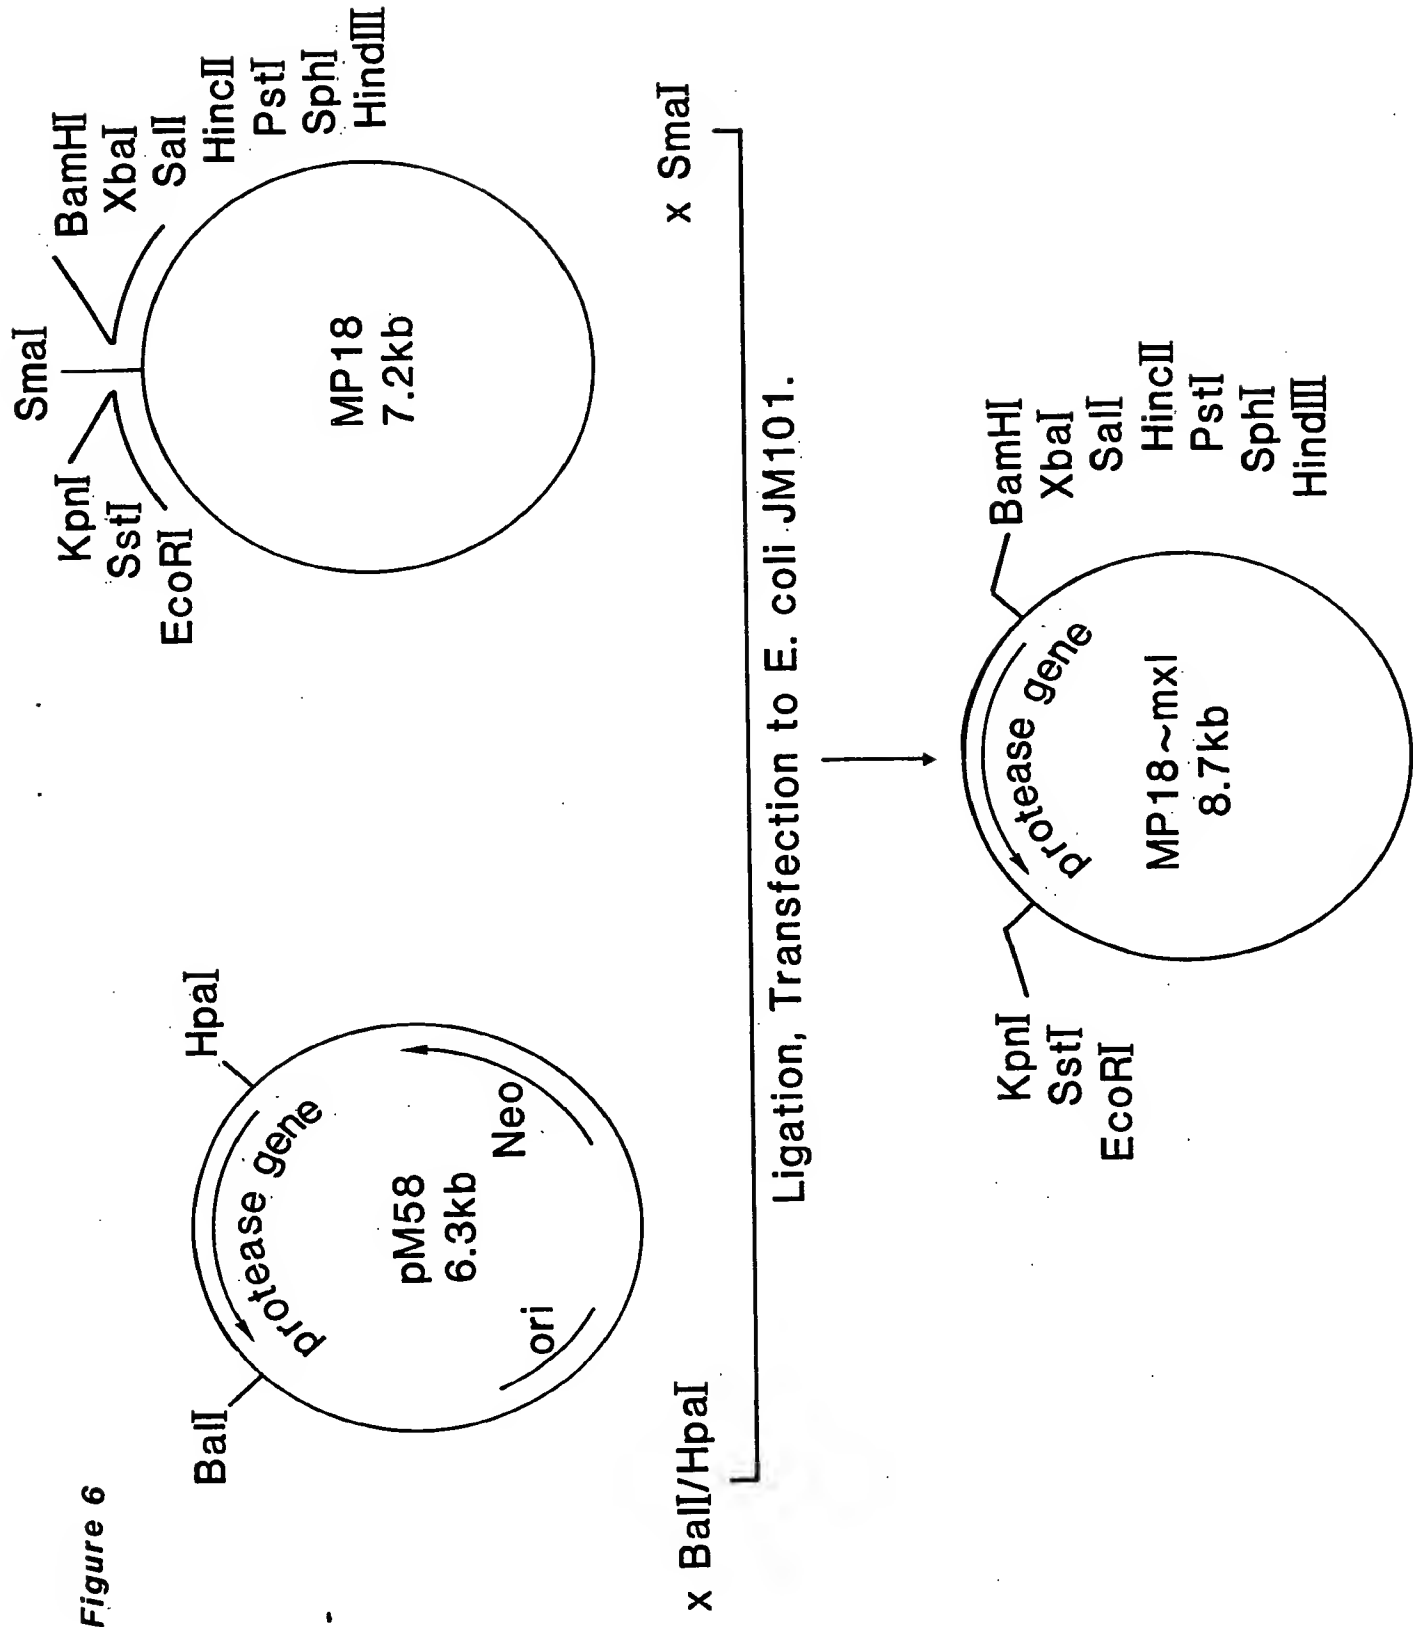 Figure 6
BalI
HpaI
protease gene
pM58
6.3kb
ori
Neo
SmaI
KpnI
SstI
EcoRI
BamHI
XbaI
SalI
HincII
PstI
SphI
HindIII
MP18
7.2kb
x BalI/HpaI
x SmaI
Ligation, Transfection to E. coli JM101.
KpnI
SstI
EcoRI
protease gene
MP18~mxI
8.7kb
BamHI
XbaI
SalI
HincII
PstI
SphI
HindIII